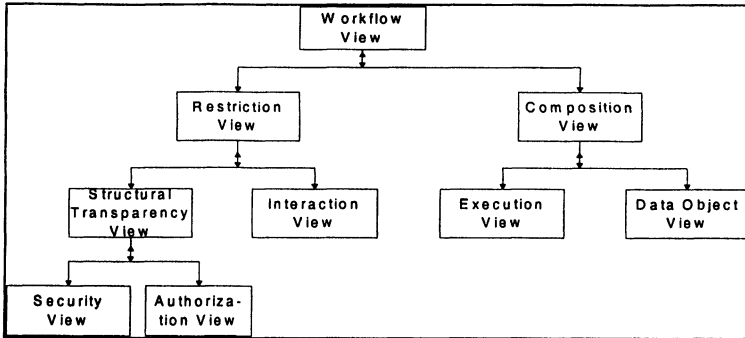 Workflow
View
Restriction
View
Composition
View
Structural
Transparency
View
Interaction
View
Execution
View
Data Object
View
Security
View
Authoriza-
tion View